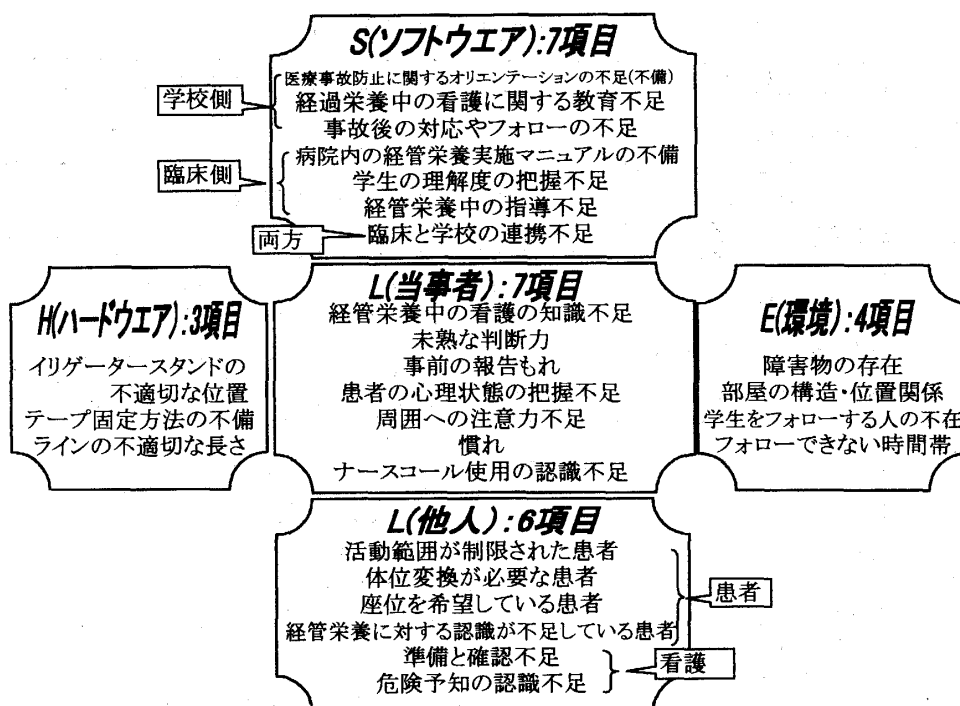 S(ソフトウエア):7項目
医療事故防止に関するオリエンテーションの不足(不備)
経過栄養中の看護に関する教育不足
事故後の対応やフォローの不足
学校側
病院内の経管栄養実施マニュアルの不備
学生の理解度の把握不足
経管栄養中の指導不足
臨床側
臨床と学校の連携不足
両方
H(ハードウエア):3項目
イリゲータースタンドの
不適切な位置
テープ固定方法の不備
ラインの不適切な長さ
L(当事者):7項目
経管栄養中の看護の知識不足
未熟な判断力
事前の報告もれ
患者の心理状態の把握不足
周囲への注意力不足
慣れ
ナースコール使用の認識不足
E(環境):4項目
障害物の存在
部屋の構造・位置関係
学生をフォローする人の不在
フォローできない時間帯
L(他人):6項目
活動範囲が制限された患者
体位変換が必要な患者
座位を希望している患者
経管栄養に対する認識が不足している患者
患者
準備と確認不足
危険予知の認識不足
看護